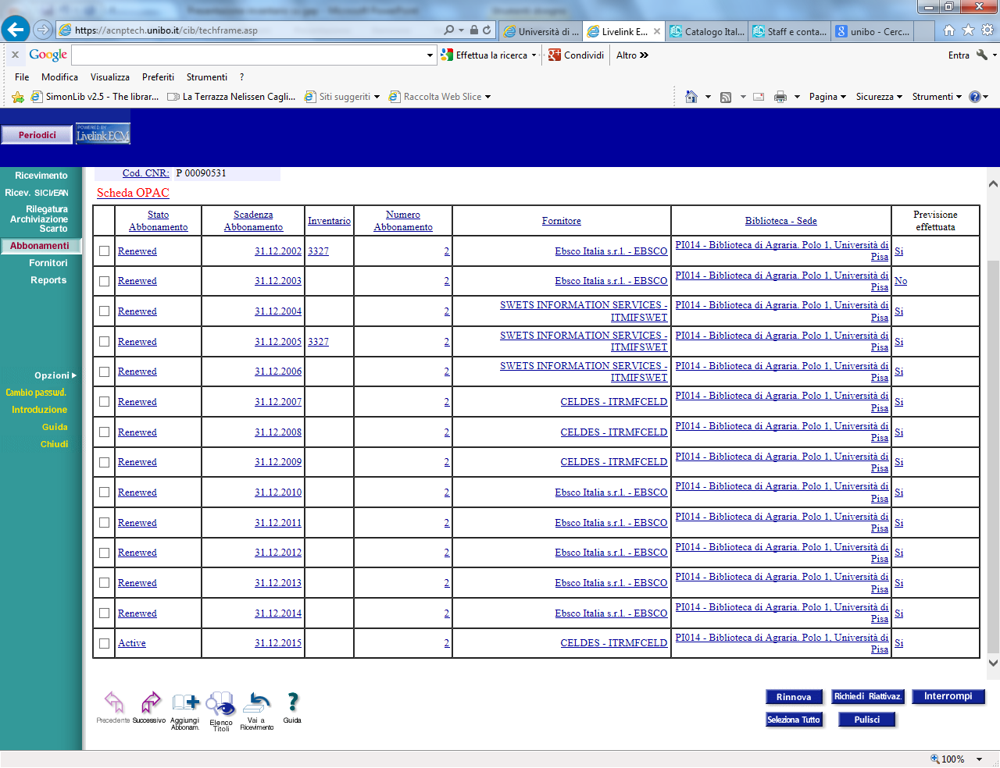 https://acnptech.unibo.it/cib/techframe.asp
Università di ...
Livelink E...
Catalogo Ital...
Staff e conta...
unibo - Cerc...
x Google
Effettua la ricerca
Condividi
Altro
Entra
File Modifica Visualizza Preferiti Strumenti ?
SimonLib v2.5 - The librar...
La Terrazza Nelissen Cagli...
Siti suggeriti
Raccolta Web Slice
Pagina Sicurezza Strumenti
Periodici
POWERED BY
Livelink ECM
Ricevimento
Ricev. SICI/EAN
Rilegatura
Archiviazione
Scarto
Abbonamenti
Fornitori
Reports
Opzioni
Cambio passwd.
Introduzione
Guida
Chiudi
Cod. CNR: P 00090531
Scheda OPAC
Stato Abbonamento Scadenza Abbonamento Inventario Numero Abbonamento Fornitore Biblioteca - Sede Previsione effettuata
Renewed 31.12.2002 3327 2 Ebsco Italia s.r.l. - EBSCO PI014 - Biblioteca di Agraria. Polo 1, Università di Pisa Si
Renewed 31.12.2003 2 Ebsco Italia s.r.l. - EBSCO PI014 - Biblioteca di Agraria. Polo 1, Università di Pisa No
Renewed 31.12.2004 2 SWETS INFORMATION SERVICES - ITMIFSWET PI014 - Biblioteca di Agraria. Polo 1, Università di Pisa Si
Renewed 31.12.2005 3327 2 SWETS INFORMATION SERVICES - ITMIFSWET PI014 - Biblioteca di Agraria. Polo 1, Università di Pisa Si
Renewed 31.12.2006 2 SWETS INFORMATION SERVICES - ITMIFSWET PI014 - Biblioteca di Agraria. Polo 1, Università di Pisa Si
Renewed 31.12.2007 2 CELDES - ITRMFCELD PI014 - Biblioteca di Agraria. Polo 1, Università di Pisa Si
Renewed 31.12.2008 2 CELDES - ITRMFCELD PI014 - Biblioteca di Agraria. Polo 1, Università di Pisa Si
Renewed 31.12.2009 2 CELDES - ITRMFCELD PI014 - Biblioteca di Agraria. Polo 1, Università di Pisa Si
Renewed 31.12.2010 2 Ebsco Italia s.r.l. - EBSCO PI014 - Biblioteca di Agraria. Polo 1, Università di Pisa Si
Renewed 31.12.2011 2 Ebsco Italia s.r.l. - EBSCO PI014 - Biblioteca di Agraria. Polo 1, Università di Pisa Si
Renewed 31.12.2012 2 Ebsco Italia s.r.l. - EBSCO PI014 - Biblioteca di Agraria. Polo 1, Università di Pisa Si
Renewed 31.12.2013 2 Ebsco Italia s.r.l. - EBSCO PI014 - Biblioteca di Agraria. Polo 1, Università di Pisa Si
Renewed 31.12.2014 2 Ebsco Italia s.r.l. - EBSCO PI014 - Biblioteca di Agraria. Polo 1, Università di Pisa Si
Active 31.12.2015 2 CELDES - ITRMFCELD PI014 - Biblioteca di Agraria. Polo 1, Università di Pisa Si
Precedente
Successivo
Aggiungi
Abbonam.
Elenco
Titoli
Vai a
Ricevimento
Guida
Rinnova Richiedi Riattivaz. Interrompi
Seleziona Tutto Pulisci
100%